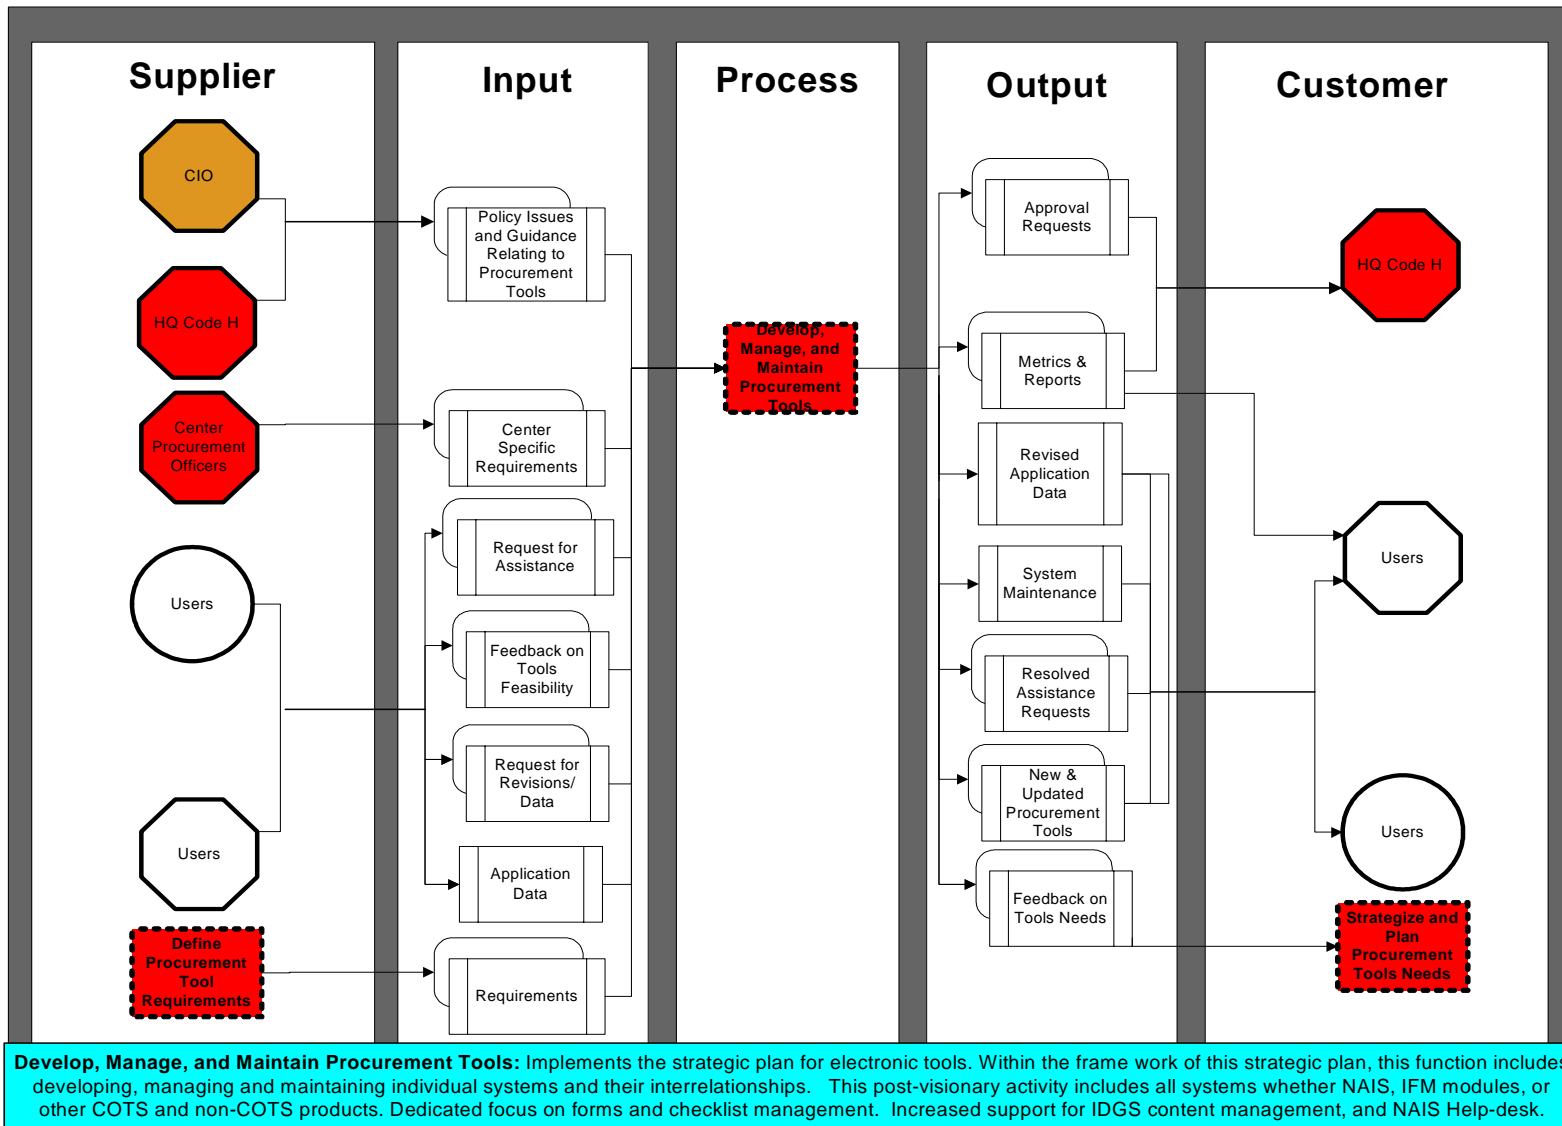 Supplier
Input
Process
Output
Customer
CIO
HQ Code H
Center
Procurement
Officers
Users
Users
Define
Procurement
Tool
Requirements
Policy Issues
and Guidance
Relating to
Procurement
Tools
Center
Specific
Requirements
Request for
Assistance
Feedback on
Tools
Feasibility
Request for
Revisions/
Data
Application
Data
Requirements
Develop,
Manage, and
Maintain
Procurement
Tools
Approval
Requests
Metrics &
Reports
Revised
Application
Data
System
Maintenance
Resolved
Assistance
Requests
New &
Updated
Procurement
Tools
Feedback on
Tools Needs
HQ Code H
Users
Users
Strategize and
Plan
Procurement
Tools Needs
Develop, Manage, and Maintain Procurement Tools: Implements the strategic plan for electronic tools. Within the frame work of this strategic plan, this function includes
developing, managing and maintaining individual systems and their interrelationships. This post-visionary activity includes all systems whether NAIS, IFM modules, or
other COTS and non-COTS products. Dedicated focus on forms and checklist management. Increased support for IDGS content management, and NAIS Help-desk.